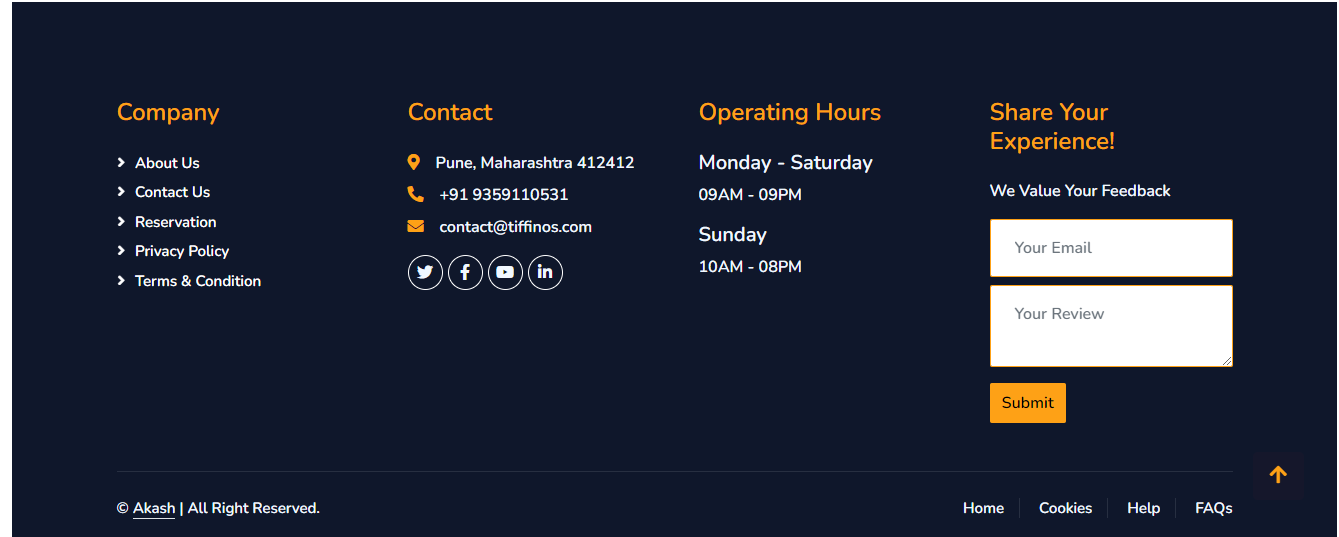 Company
About Us
Contact Us
Reservation
Privacy Policy
Terms & Condition
Contact
Pune, Maharashtra 412412
+91 9359110531
contact@tiffinos.com
Operating Hours
Monday - Saturday
09AM - 09PM
Sunday
10AM - 08PM
Share Your
Experience!
We Value Your Feedback
Your Email
Your Review
Submit
© Akash | All Right Reserved.
Home Cookies Help FAQs